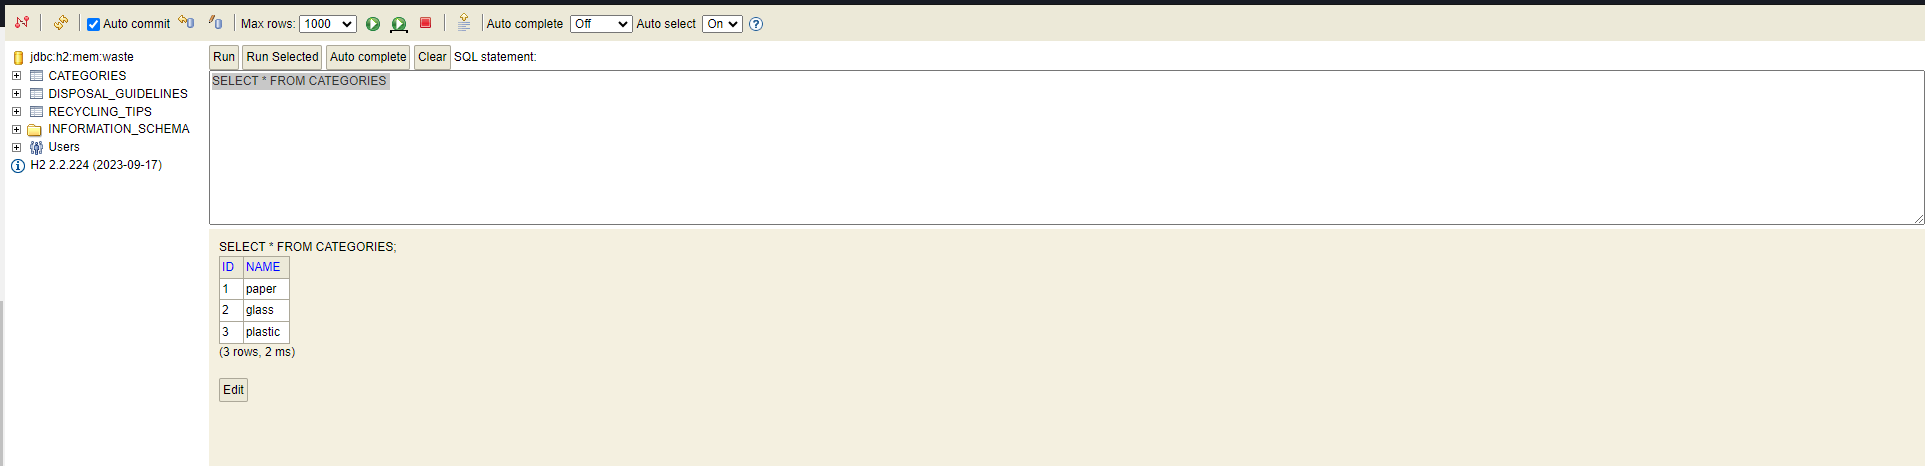 Auto commit Max rows: 1000 Auto complete Off Auto select On
jdbc:h2:mem:waste
CATEGORIES
DISPOSAL_GUIDELINES
RECYCLING_TIPS
INFORMATION_SCHEMA
Users
H2 2.2.224 (2023-09-17)
Run Run Selected Auto complete Clear SQL statement:
SELECT * FROM CATEGORIES
SELECT * FROM CATEGORIES;
ID NAME
1 paper
2 glass
3 plastic
(3 rows, 2 ms)
Edit